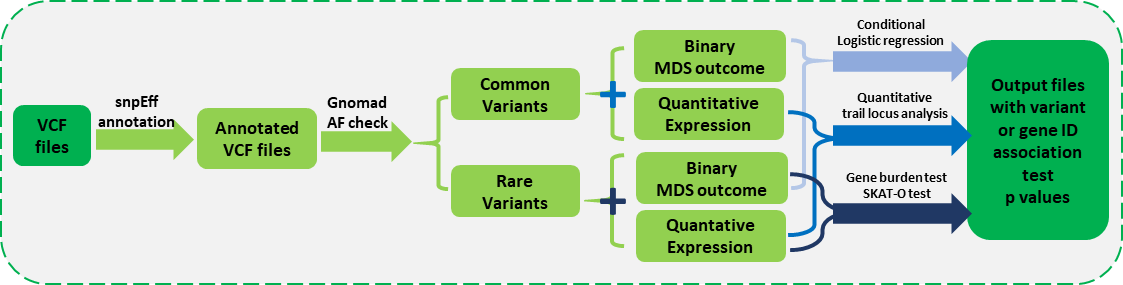 VCF
files
snpEff
annotation
Annotated
VCF files
Gnomad
AF check
Common
Variants
Rare
Variants
Binary
MDS outcome
Quantitative
Expression
Binary
MDS outcome
Quantative
Expression
Conditional
Logistic regression
Quantitative
trail locus analysis
Gene burden test
SKAT-O test
Output files
with variant
or gene ID
association
test
p values